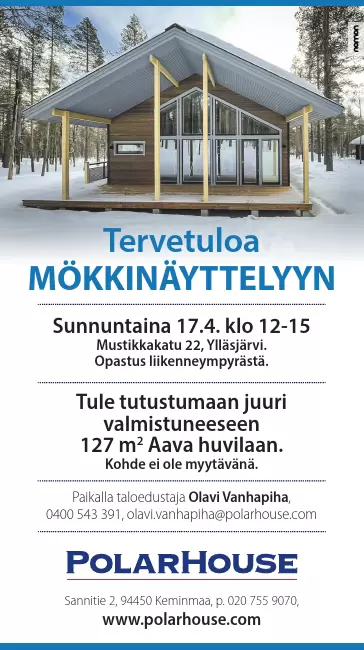 noman
Tervetuloa
MÖKKINÄYTTELYYN
Sunnuntaina 17.4. klo 12-15
Mustikkakatu 22, Ylläsjärvi.
Opastus liikenneympyrästä.
Tule tutustumaan juuri
valmistuneeseen
127 m² Aava huvilaan.
Kohde ei ole myytävänä.
Paikalla taloedustaja Olavi Vanhapiha,
0400 543 391, olavi.vanhapiha@polarhouse.com
POLARHOUSE
Sannitie 2, 94450 Keminmaa, p. 020 755 9070,
www.polarhouse.com